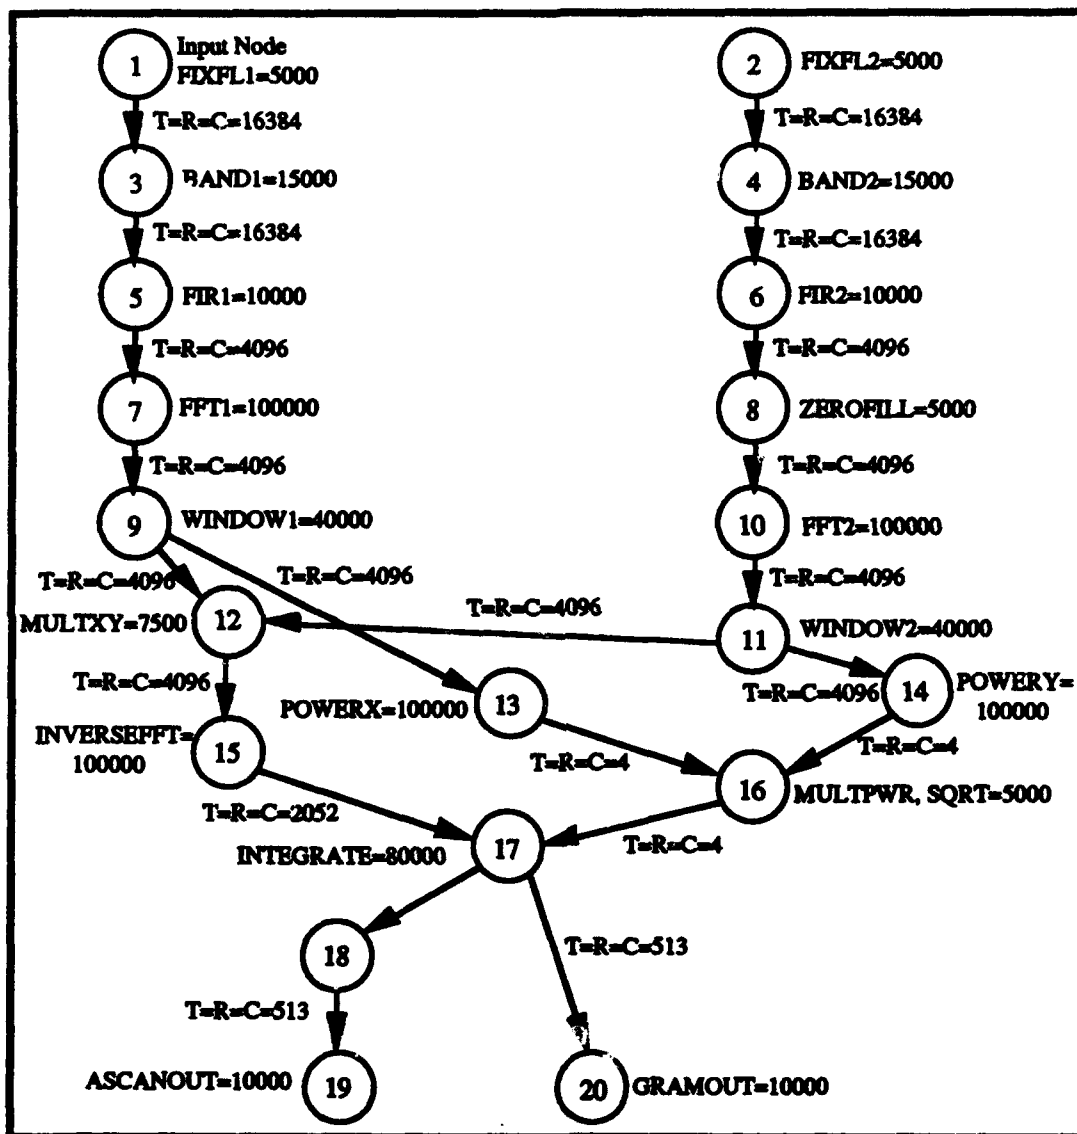 Input Node
1
FIXFL1=5000
2
FIXFL2=5000
T=R=C=16384
T=R=C=16384
3
BAND1=15000
4
BAND2=15000
T=R=C=16384
T=R=C=16384
5
FIR1=10000
6
FIR2=10000
T=R=C=4096
T=R=C=4096
7
FFT1=100000
8
ZEROFILL=5000
T=R=C=4096
T=R=C=4096
9
WINDOW1=40000
10
FFT2=100000
T=R=C=4096
T=R=C=4096
T=R=C=4096
T=R=C=4096
MULTXY=7500
12
11
WINDOW2=40000
T=R=C=4096
T=R=C=4096
POWERX=100000
13
14
POWERY=
100000
INVERSEFFT=
100000
15
T=R=C=4
T=R=C=4
16
MULTPWR, SQRT=5000
T=R=C=2052
INTEGRATE=80000
17
T=R=C=4
18
T=R=C=513
T=R=C=513
ASCANOUT=10000
19
20
GRAMOUT=10000